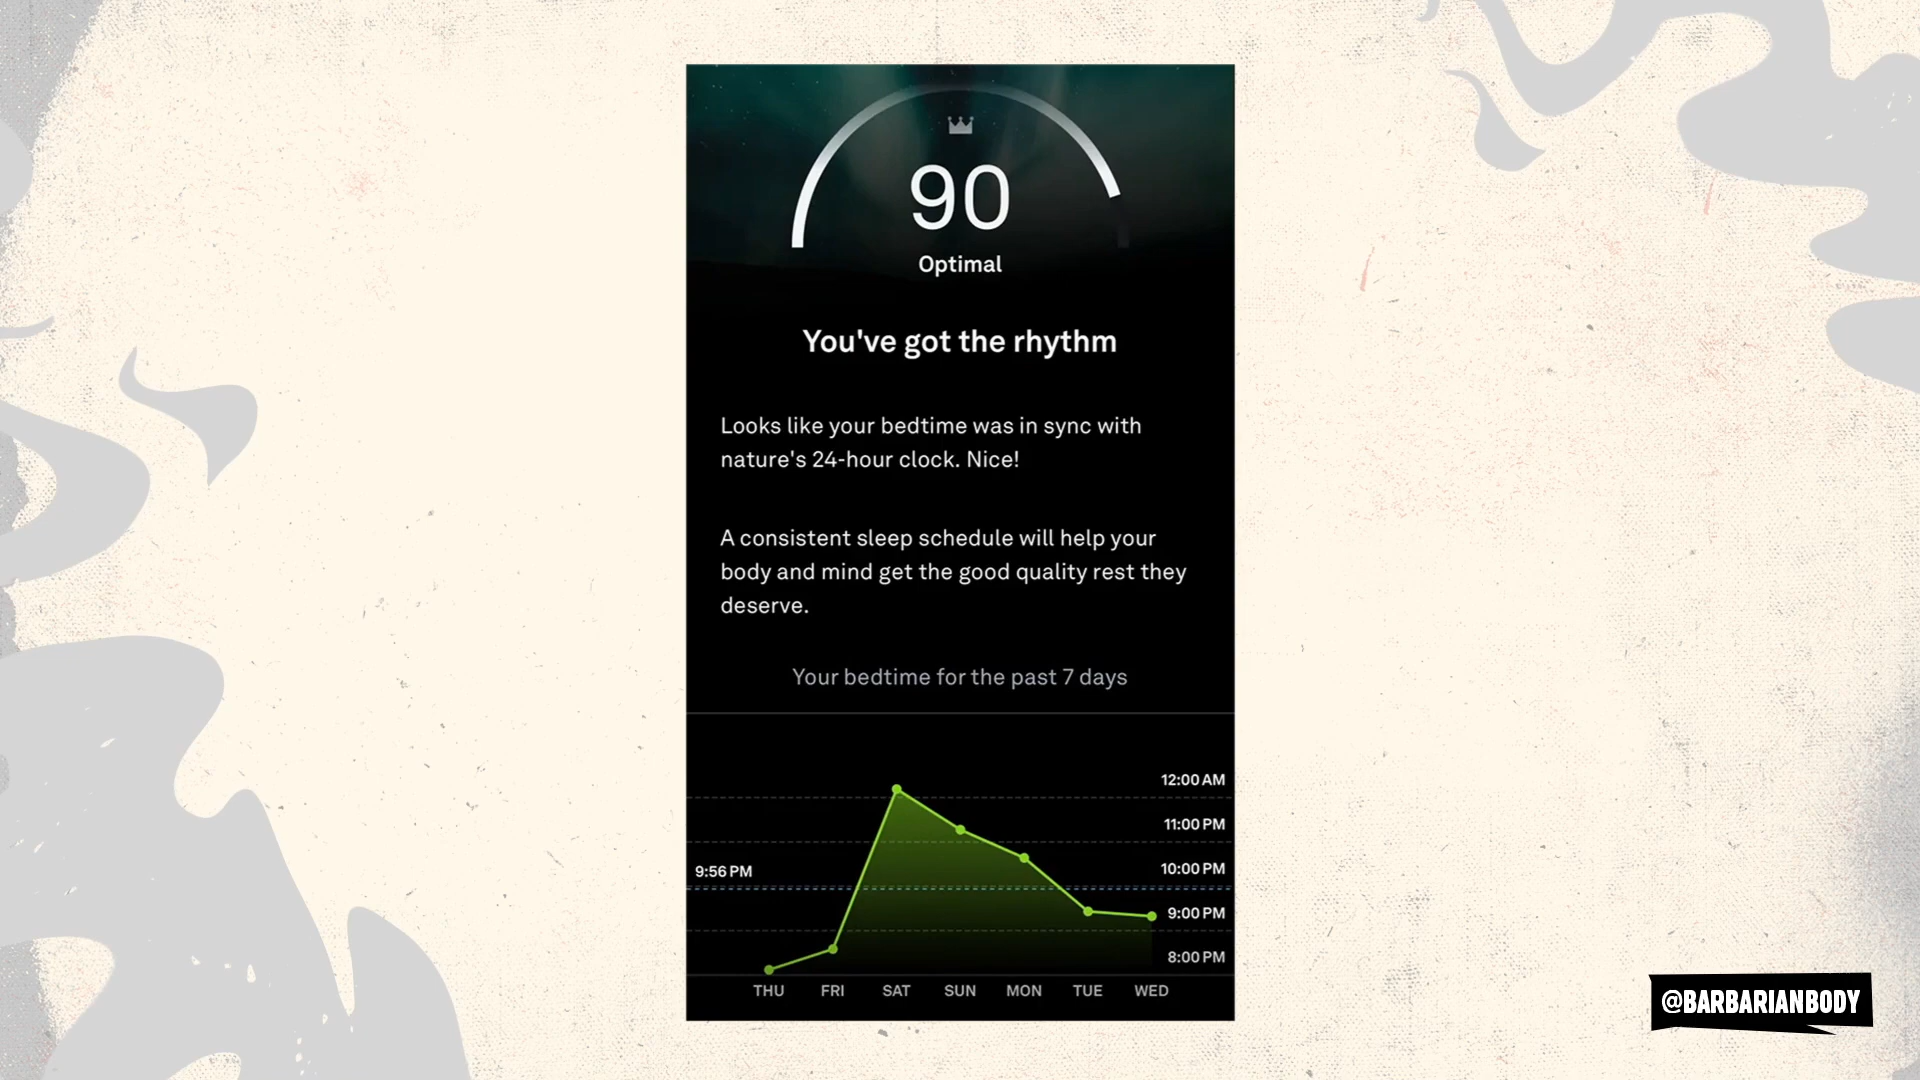 90
Optimal
You've got the rhythm
Looks like your bedtime was in sync with
nature's 24-hour clock. Nice!
A consistent sleep schedule will help your
body and mind get the good quality rest they
deserve.
Your bedtime for the past 7 days
12:00 AM
11:00 PM
9:56 PM
10:00 PM
9:00 PM
8:00 PM
THU FRI SAT SUN MON TUE WED
@BARBARIANBODY